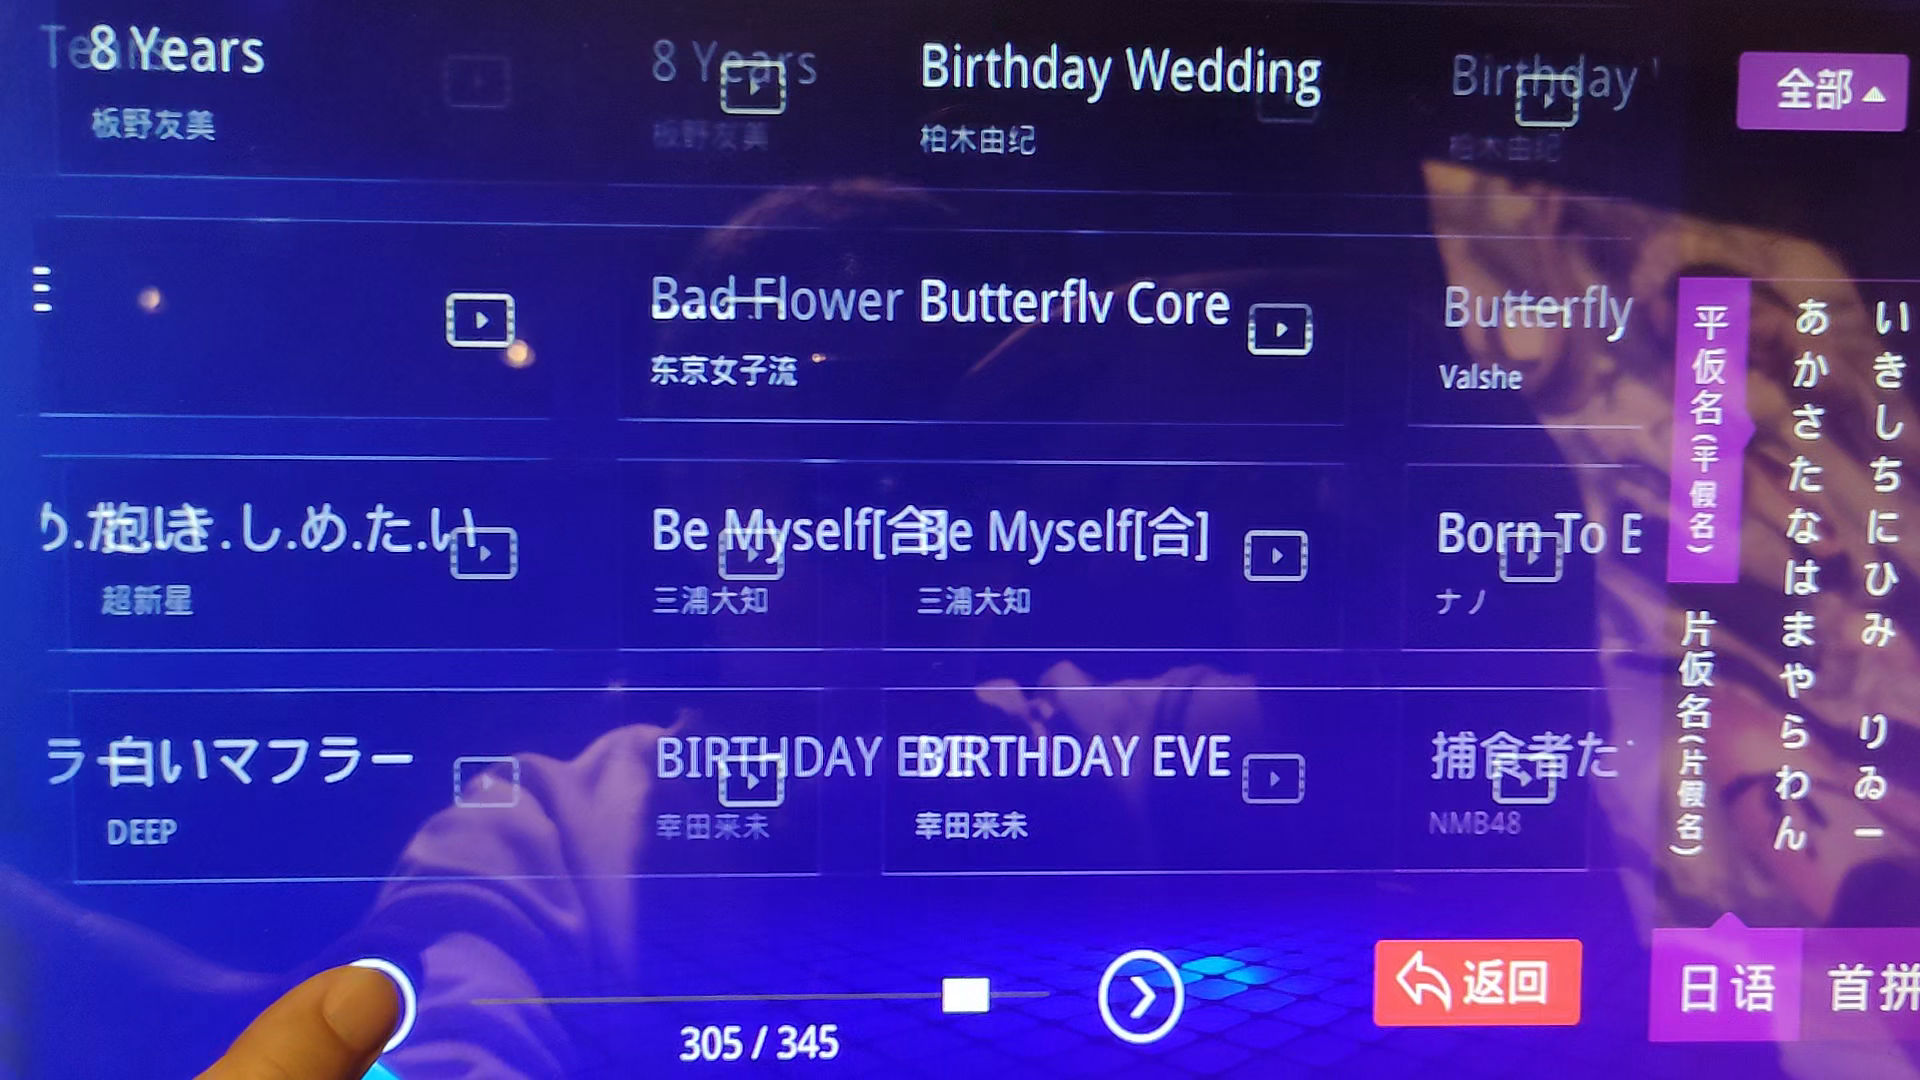 8 Years
8 Years
Birthday Wedding
Birthday
全部
板野友美
板野友美
柏木由纪
柏木由纪
Bad Flower
Butterfly Core
Butterfly
东京女子流
Valshe
抱き.し.め.た.い
Be Myself[合]
Be Myself[合]
Born To
超新星
三浦大知
三浦大知
ナノ
白いマフラー
BIRTHDAY EVE
BIRTHDAY EVE
捕食者た
DEEP
幸田来未
幸田来未
NMB48
平仮名(平假名)
片仮名(片假名)
あかさたなはまやらわん
いきしちにひみ りゐー
305 / 345
返回
日语
首拼